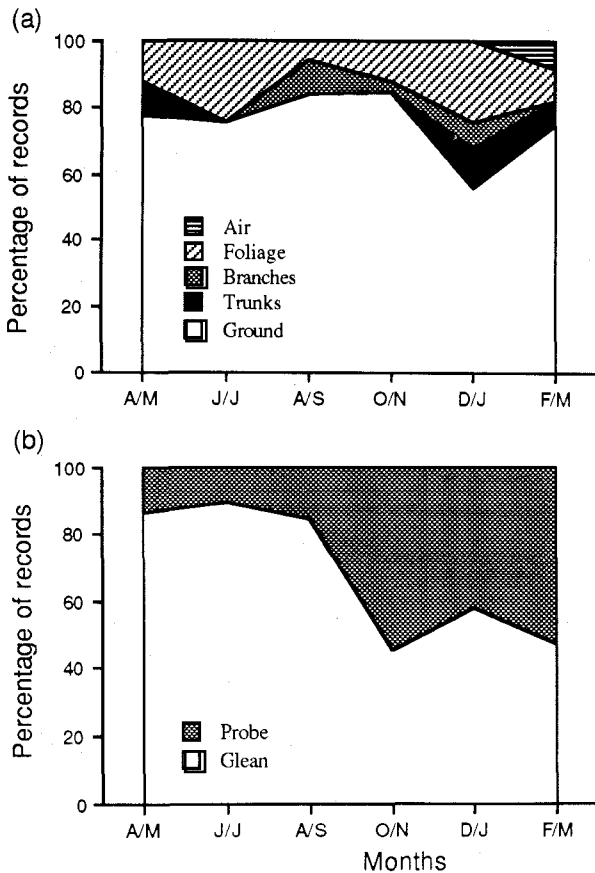 (a)
Percentage of records
100
80
60
40
20
0
Air
Foliage
Branches
Trunks
Ground
A/M J/J A/S O/N D/J F/M
(b)
Percentage of records
100
80
60
40
20
0
Probe
Glean
A/M J/J A/S O/N D/J F/M
Months